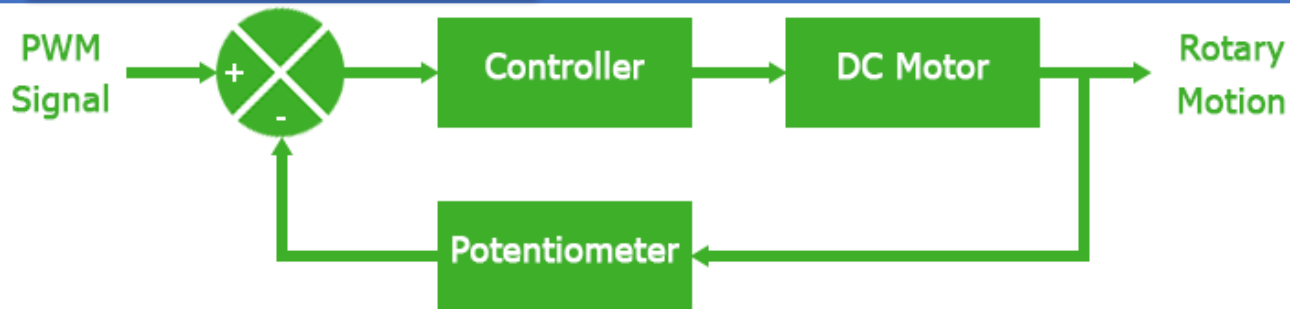 PWM
Signal
+
-
Controller
DC Motor
Rotary
Motion
Potentiometer